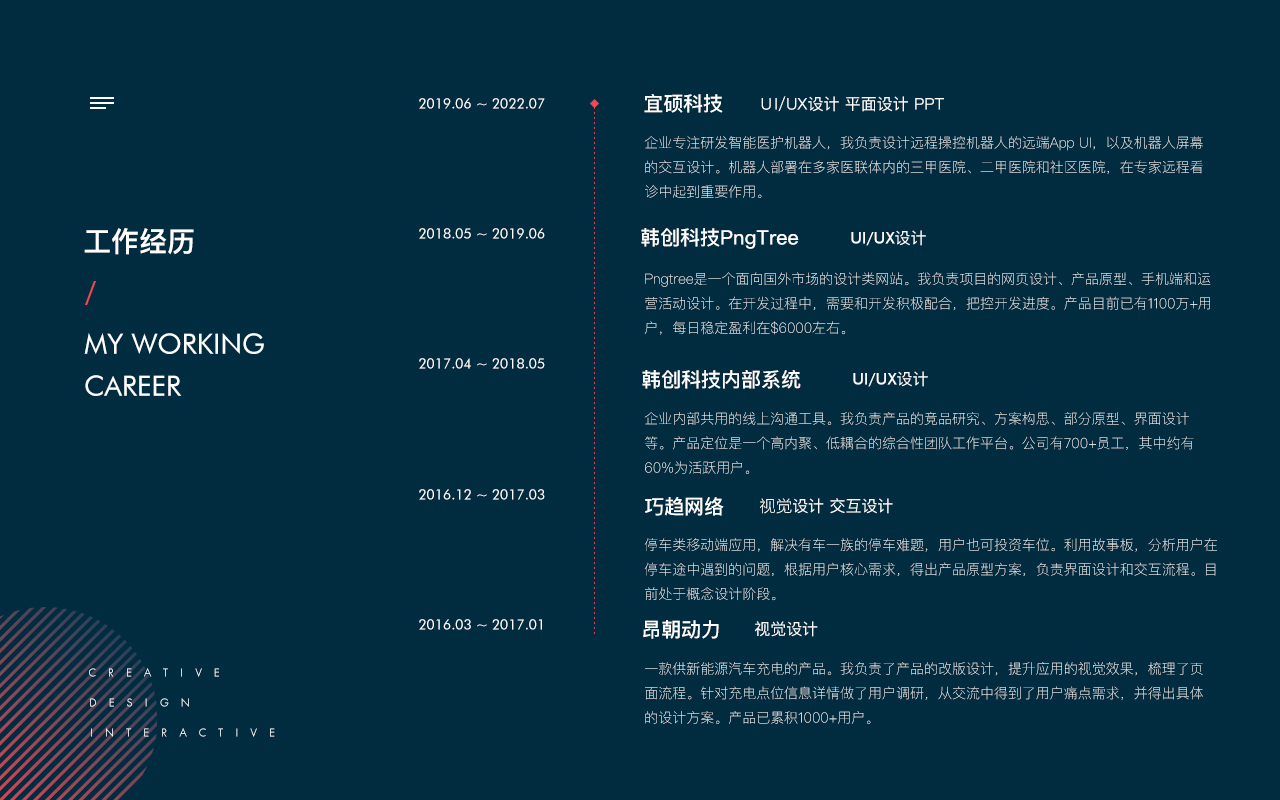 工作经历
/
MY WORKING
CAREER
2019.06 ~ 2022.07
宜硕科技 UI/UX设计 平面设计 PPT
企业专注研发智能医护机器人，我负责设计远程操控机器人的远端App UI，以及机器人屏幕
的交互设计。机器人部署在多家医联体内的三甲医院、二甲医院和社区医院，在专家远程看
诊中起到重要作用。
2018.05 ~ 2019.06
韩创科技PngTree UI/UX设计
Pngtree是一个面向国外市场的设计类网站。我负责项目的网页设计、产品原型、手机端和运
营活动设计。在开发过程中，需要和开发积极配合，把控开发进度。产品目前已有1100万+用
户，每日稳定盈利在$6000左右。
2017.04 ~ 2018.05
韩创科技内部系统 UI/UX设计
企业内部共用的线上沟通工具。我负责产品的竟品研究、方案构思、部分原型、界面设计
等。产品定位是一个高内聚、低耦合的综合性团队工作平台。公司有700+员工，其中约有
60%为活跃用户。
2016.12 ~ 2017.03
巧趋网络 视觉设计 交互设计
停车类移动端应用，解决有车一族的停车难题，用户也可投资车位。利用故事板，分析用户在
停车途中遇到的问题，根据用户核心需求，得出产品原型方案，负责界面设计和交互流程。目
前处于概念设计阶段。
2016.03 ~ 2017.01
昂朝动力 视觉设计
一款供新能源汽车充电的产品。我负责了产品的改版设计，提升应用的视觉效果，梳理了页
面流程。针对充电点位信息详情做了用户调研，从交流中得到了用户痛点需求，并得出具体
的设计方案。产品已累积1000+用户。
CREATIVE
DESIGN
INTERACTIVE